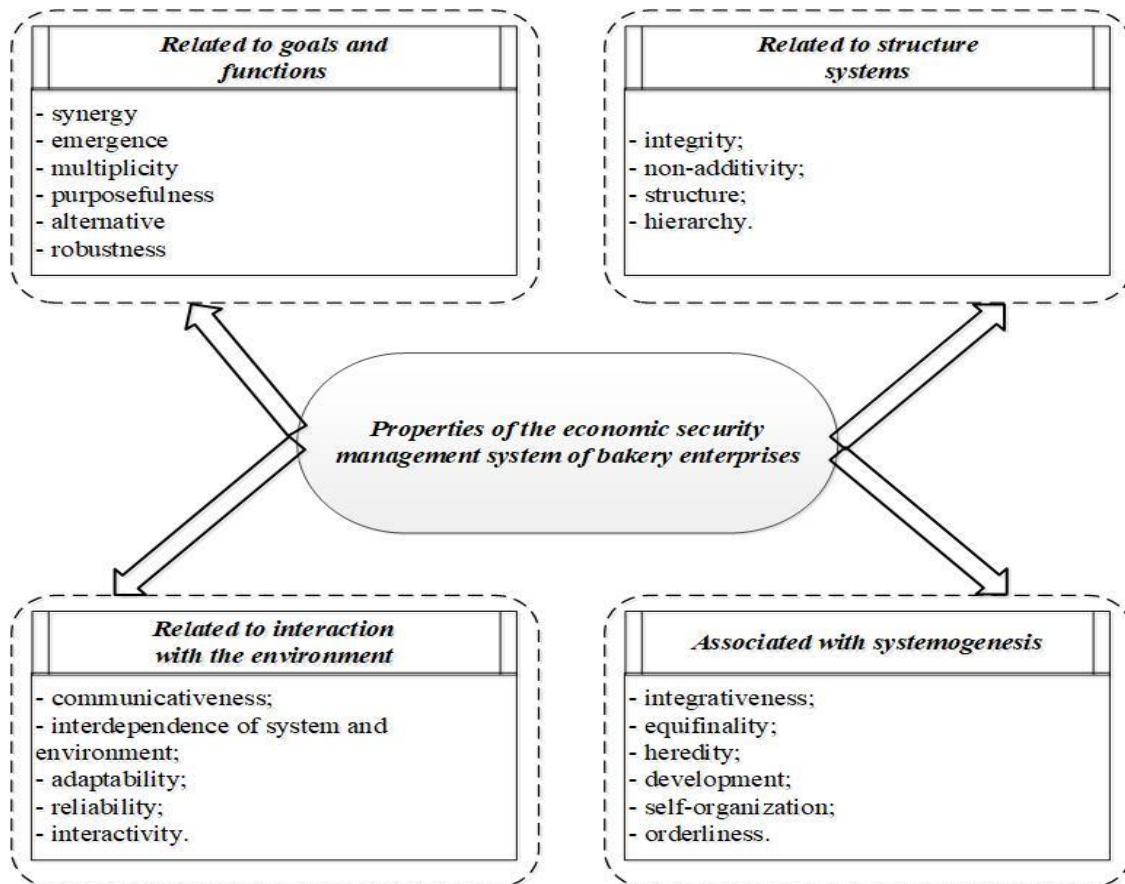 Related to goals and
functions
- synergy
- emergence
- multiplicity
- purposefulness
- alternative
- robustness
Related to structure
systems
- integrity;
- non-additivity;
- structure;
- hierarchy.
Properties of the economic security
management system of bakery enterprises
Related to interaction
with the environment
- communicativeness;
- interdependence of system and
environment;
- adaptability;
- reliability;
- interactivity.
Associated with systemogenesis
- integrativeness;
- equifinality;
- heredity;
- development;
- self-organization;
- orderliness.